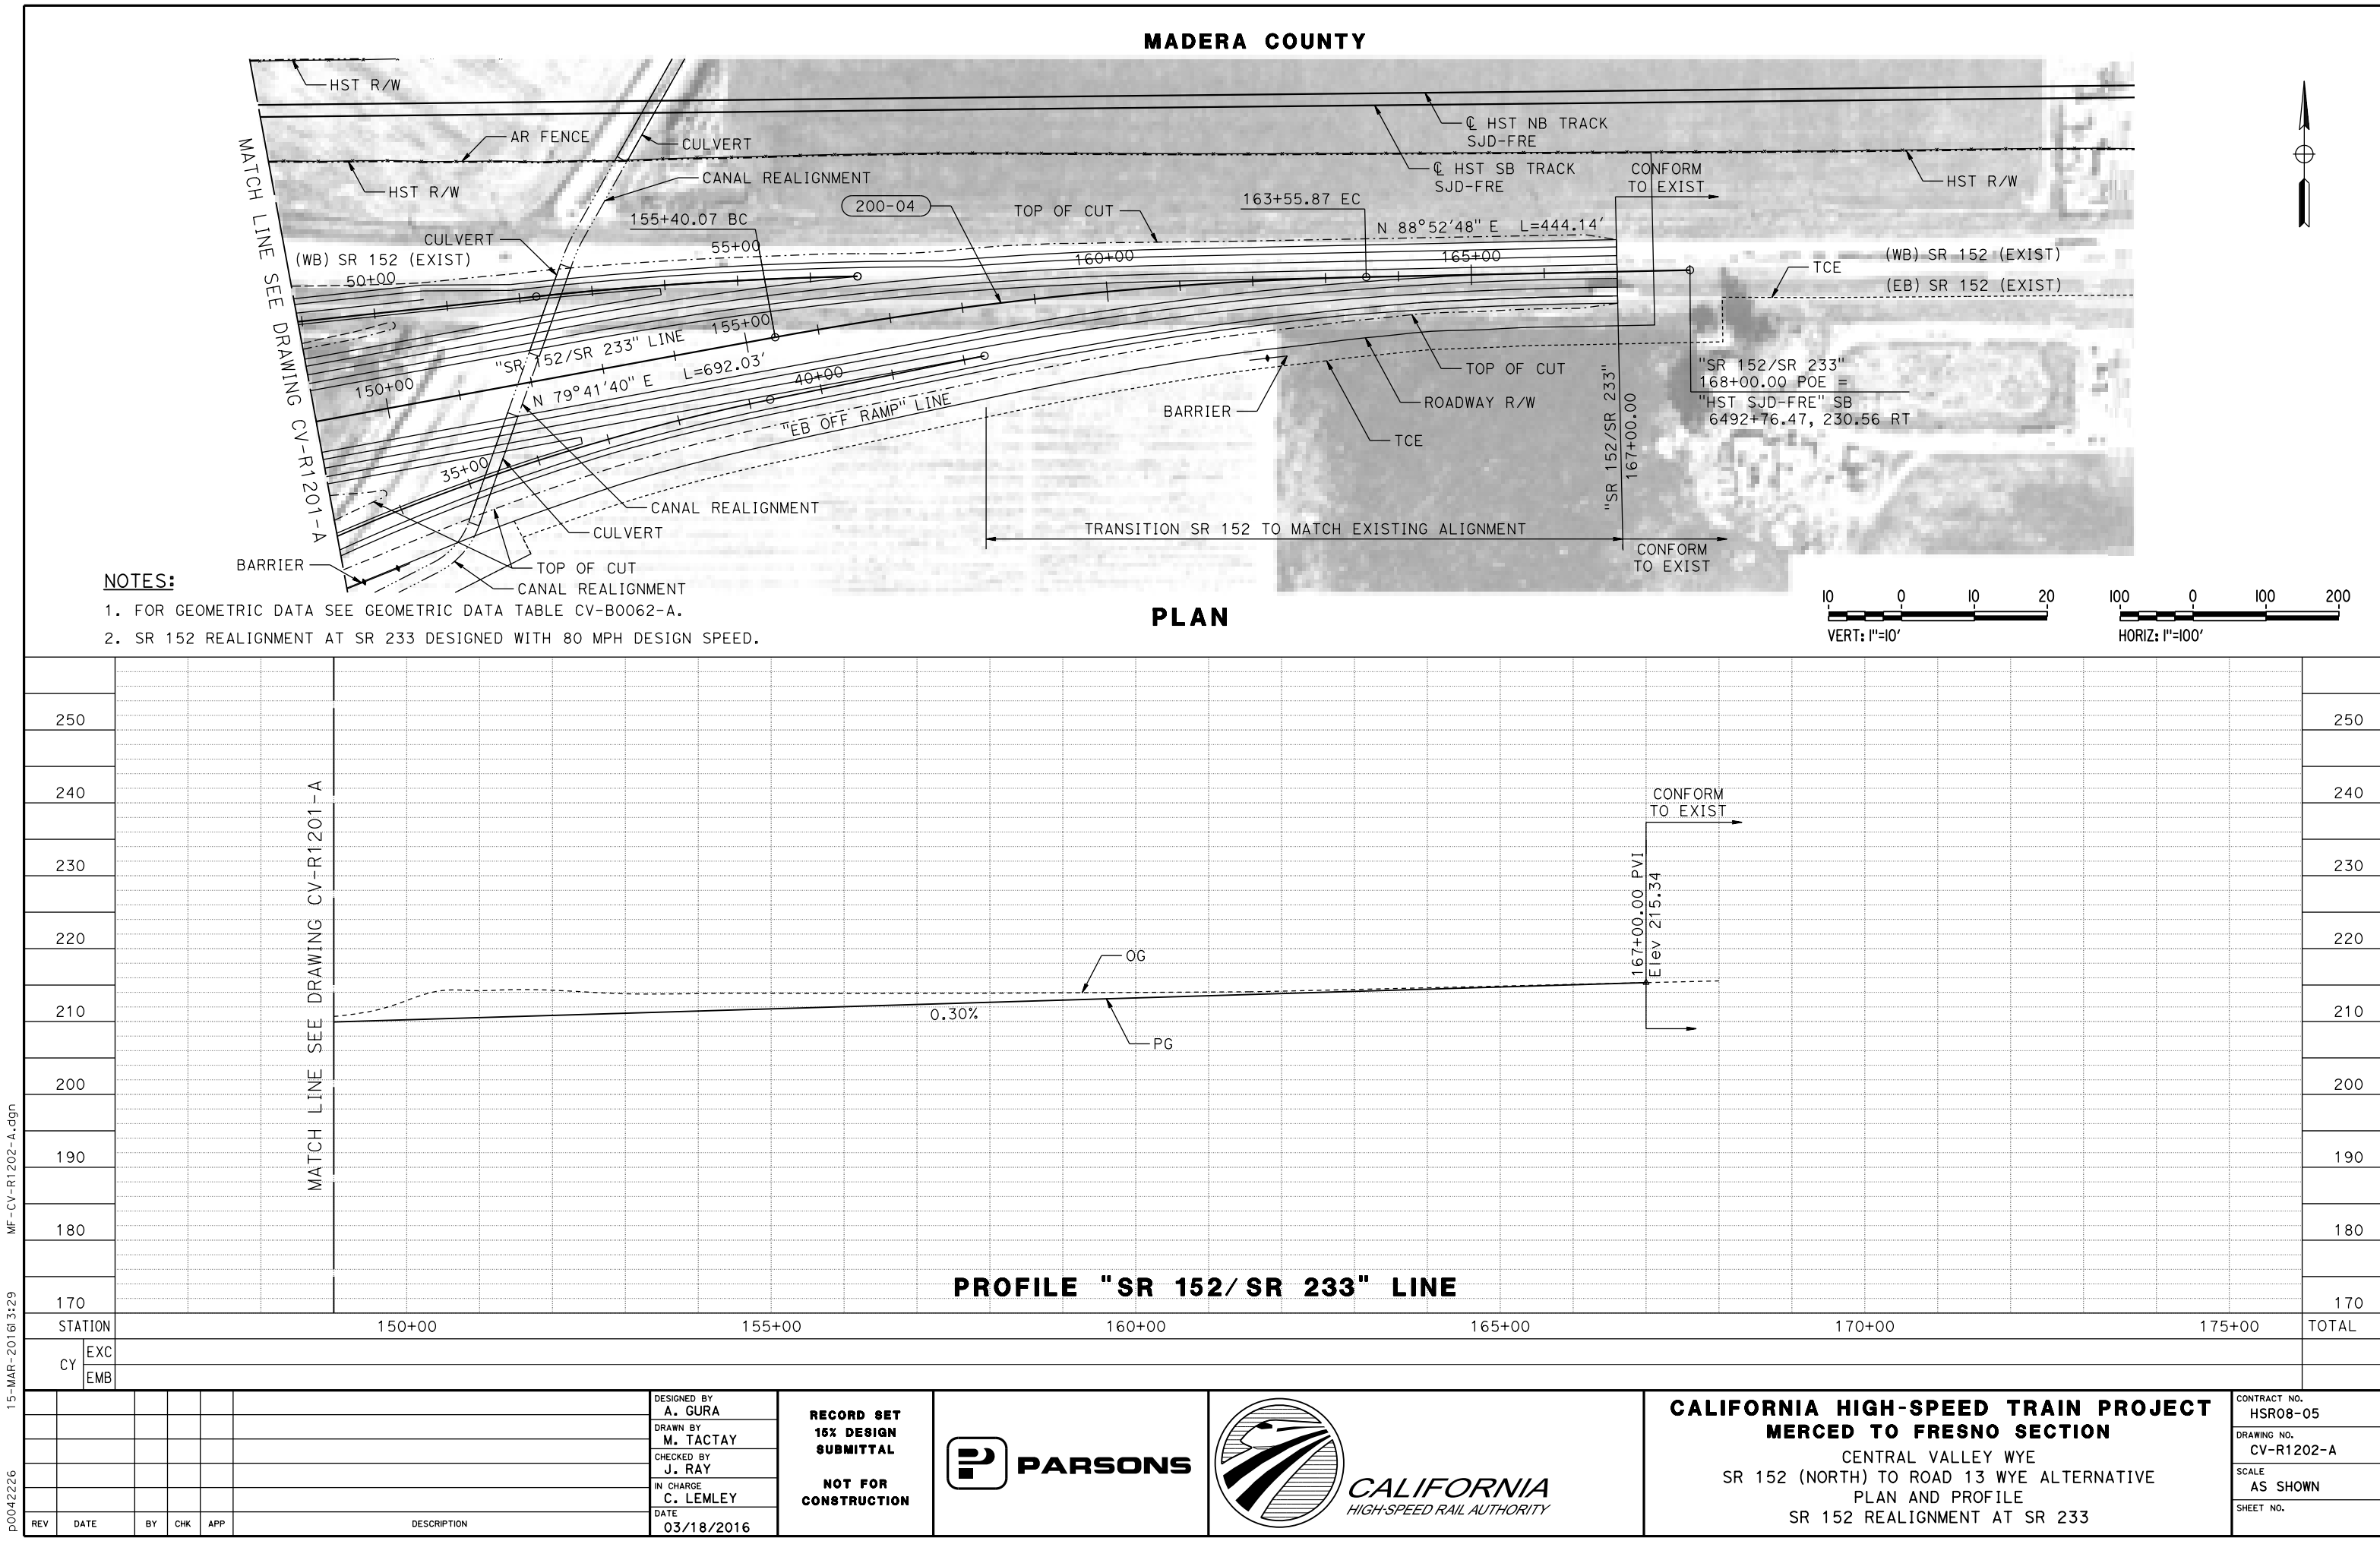 MADERA COUNTY
HST R/W
AR FENCE
CULVERT
HST R/W
CANAL REALIGNMENT
℄ HST NB TRACK
SJD-FRE
℄ HST SB TRACK
SJD-FRE
CONFORM
TO EXIST
HST R/W
MATCH LINE SEE DRAWING CV-R1201-A
155+40.07 BC
200-04
TOP OF CUT
163+55.87 EC
N 88°52'48" E L=444.14'
CULVERT
(WB) SR 152 (EXIST)
50+00
55+00
160+00
165+00
TCE
(WB) SR 152 (EXIST)
(EB) SR 152 (EXIST)
"SR 152/SR 233" LINE
155+00
150+00
N 79°41'40" E L=692.03'
40+00
"EB OFF RAMP" LINE
35+00
BARRIER
TOP OF CUT
ROADWAY R/W
TCE
"SR 152/SR 233"
167+00.00
"SR 152/SR 233"
168+00.00 POE =
"HST SJD-FRE" SB
6492+76.47, 230.56 RT
CANAL REALIGNMENT
CULVERT
TRANSITION SR 152 TO MATCH EXISTING ALIGNMENT
CONFORM
TO EXIST
BARRIER
TOP OF CUT
CANAL REALIGNMENT
NOTES:
1. FOR GEOMETRIC DATA SEE GEOMETRIC DATA TABLE CV-B0062-A.
2. SR 152 REALIGNMENT AT SR 233 DESIGNED WITH 80 MPH DESIGN SPEED.
PLAN
10 0 10 20
VERT: 1"=10'
100 0 100 200
HORIZ: 1"=100'
250 250
240 240
230 230
220 220
210 210
200 200
190 190
180 180
170 170
MATCH LINE SEE DRAWING CV-R1201-A
CONFORM
TO EXIST
167+00.00 PVI
Elev 215.34
OG
0.30%
PG
PROFILE "SR 152/ SR 233" LINE
STATION 150+00 155+00 160+00 165+00 170+00 175+00 TOTAL
CY EXC
EMB
REV DATE BY CHK APP DESCRIPTION
DESIGNED BY
A. GURA
DRAWN BY
M. TACTAY
CHECKED BY
J. RAY
IN CHARGE
C. LEMLEY
DATE
03/18/2016
RECORD SET
15% DESIGN
SUBMITTAL
NOT FOR
CONSTRUCTION
PARSONS
CALIFORNIA
HIGH-SPEED RAIL AUTHORITY
CALIFORNIA HIGH-SPEED TRAIN PROJECT
MERCED TO FRESNO SECTION
CENTRAL VALLEY WYE
SR 152 (NORTH) TO ROAD 13 WYE ALTERNATIVE
PLAN AND PROFILE
SR 152 REALIGNMENT AT SR 233
CONTRACT NO.
HSR08-05
DRAWING NO.
CV-R1202-A
SCALE
AS SHOWN
SHEET NO.
p0042226 15-MAR-2016 13:29 MF-CV-R1202-A.dgn